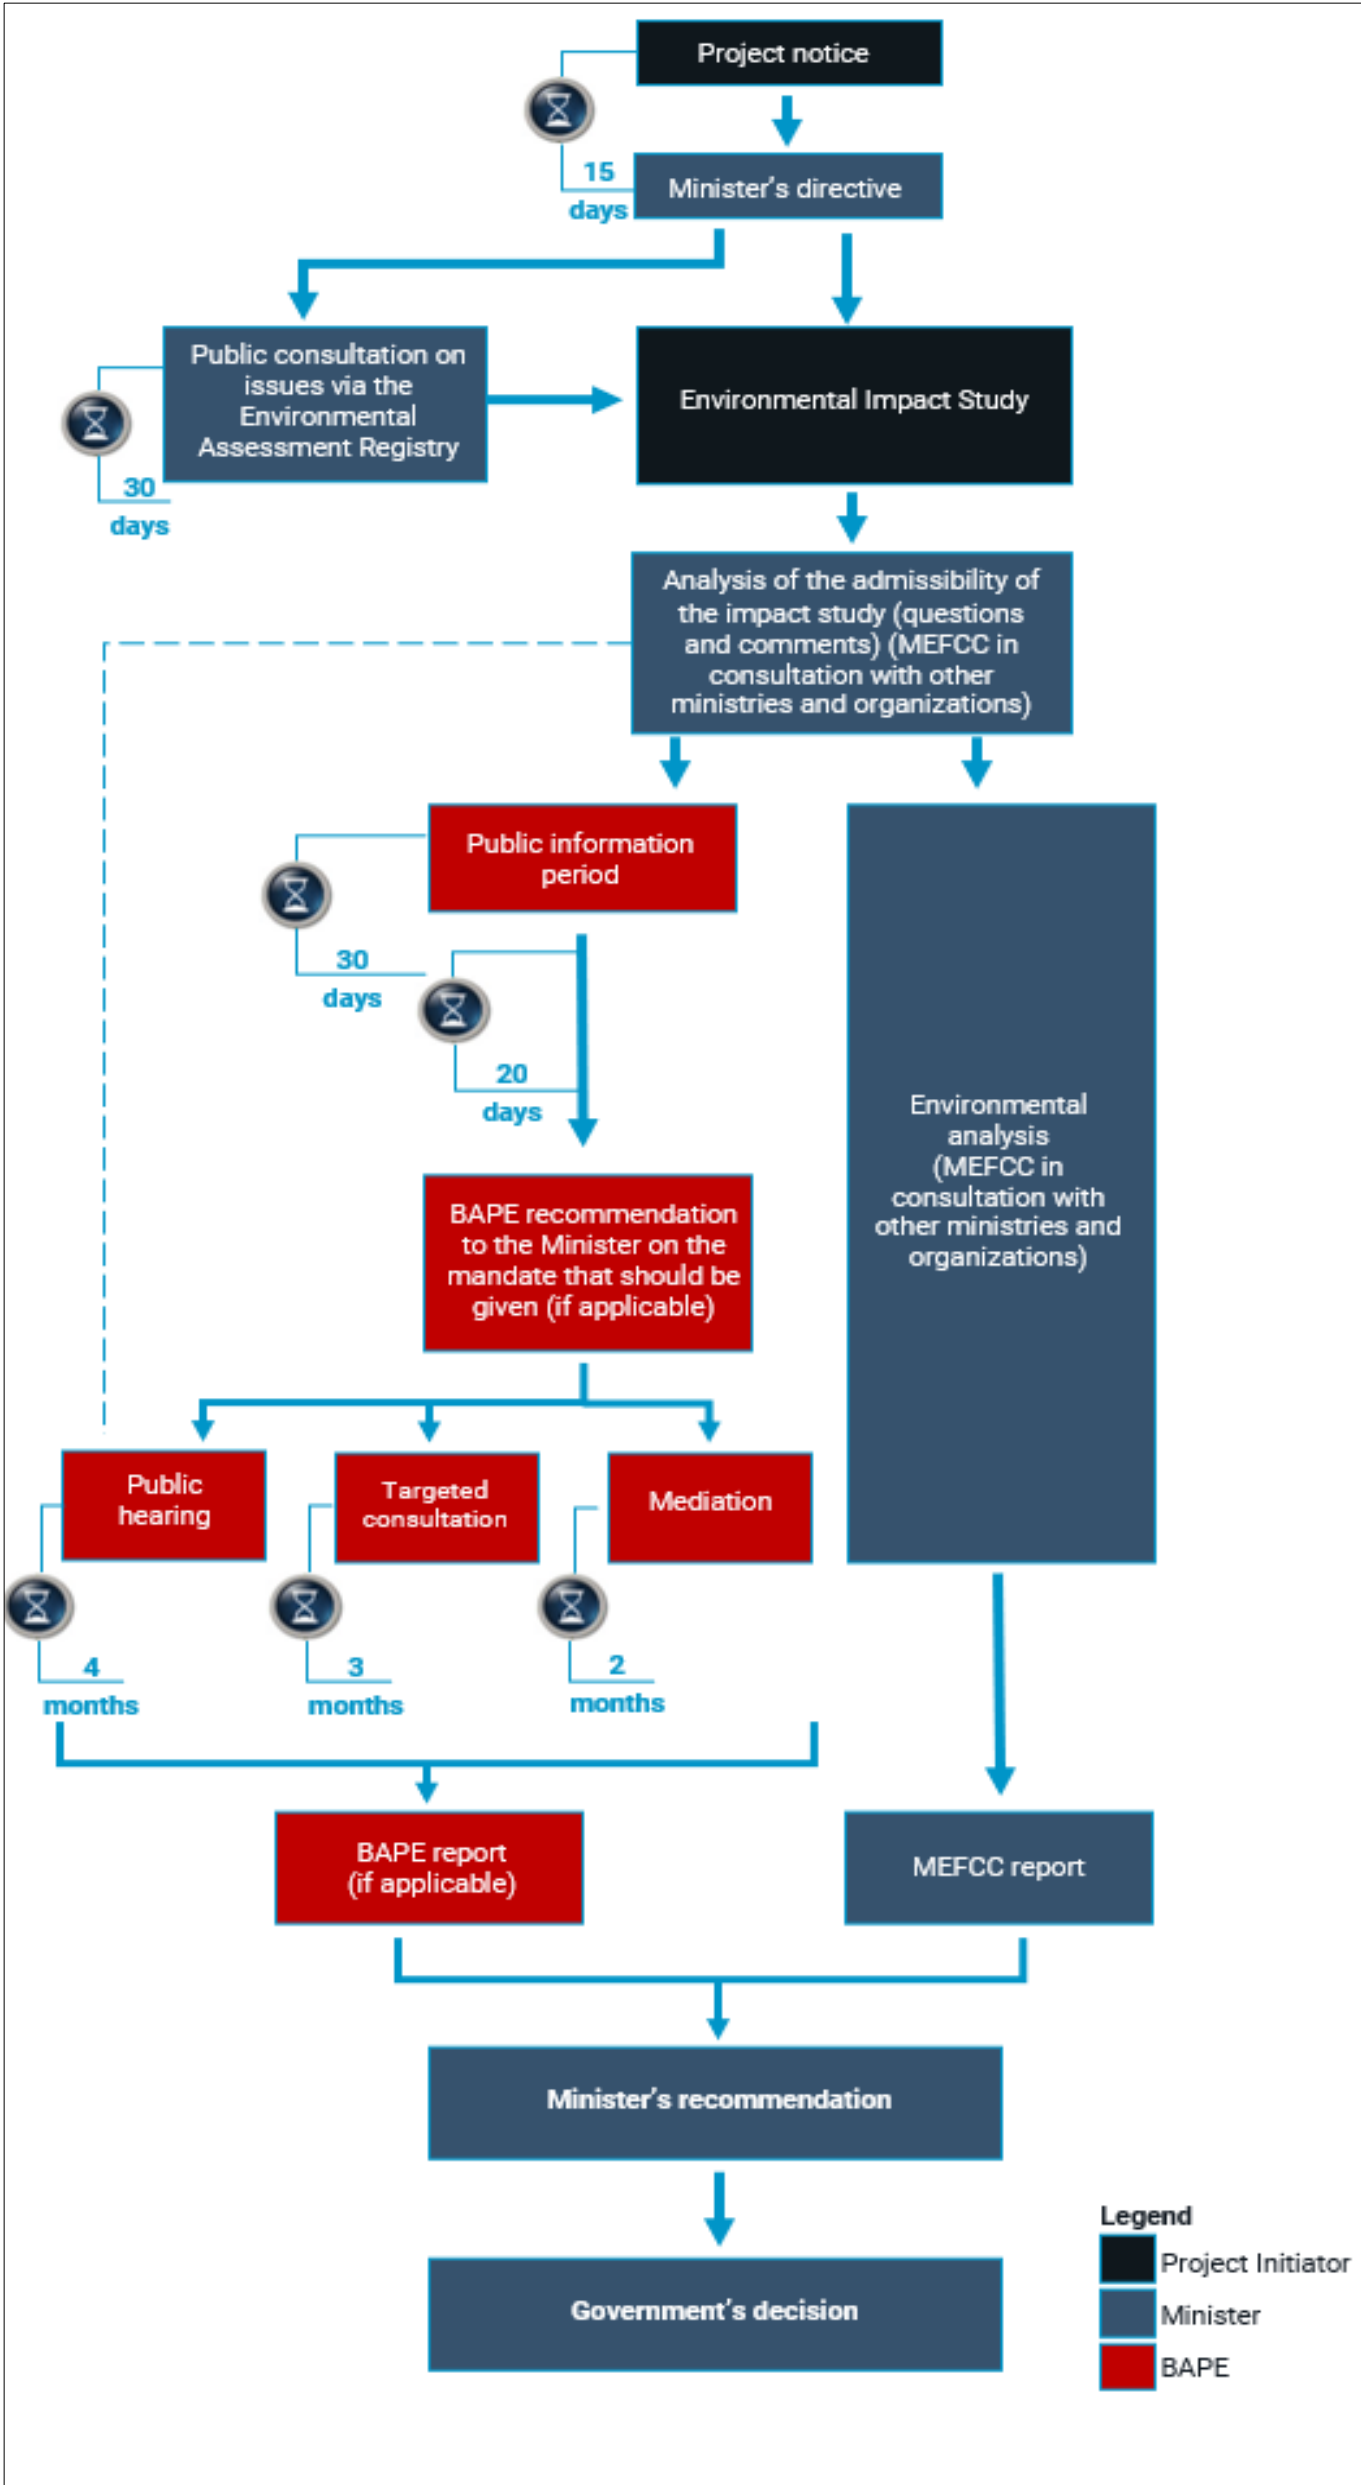 Project notice
15
days
Minister's directive
Public consultation on
issues via the
Environmental
Assessment Registry
30
days
Environmental Impact Study
Analysis of the admissibility of
the impact study (questions
and comments) (MEFCC in
consultation with other
ministries and organizations)
Public information
period
30
days
20
days
Environmental
analysis
(MEFCC in
consultation with
other ministries and
organizations)
BAPE recommendation
to the Minister on the
mandate that should be
given (if applicable)
Public
hearing
Targeted
consultation
Mediation
4
months
3
months
2
months
BAPE report
(if applicable)
MEFCC report
Minister's recommendation
Government's decision
Legend
Project Initiator
Minister
BAPE